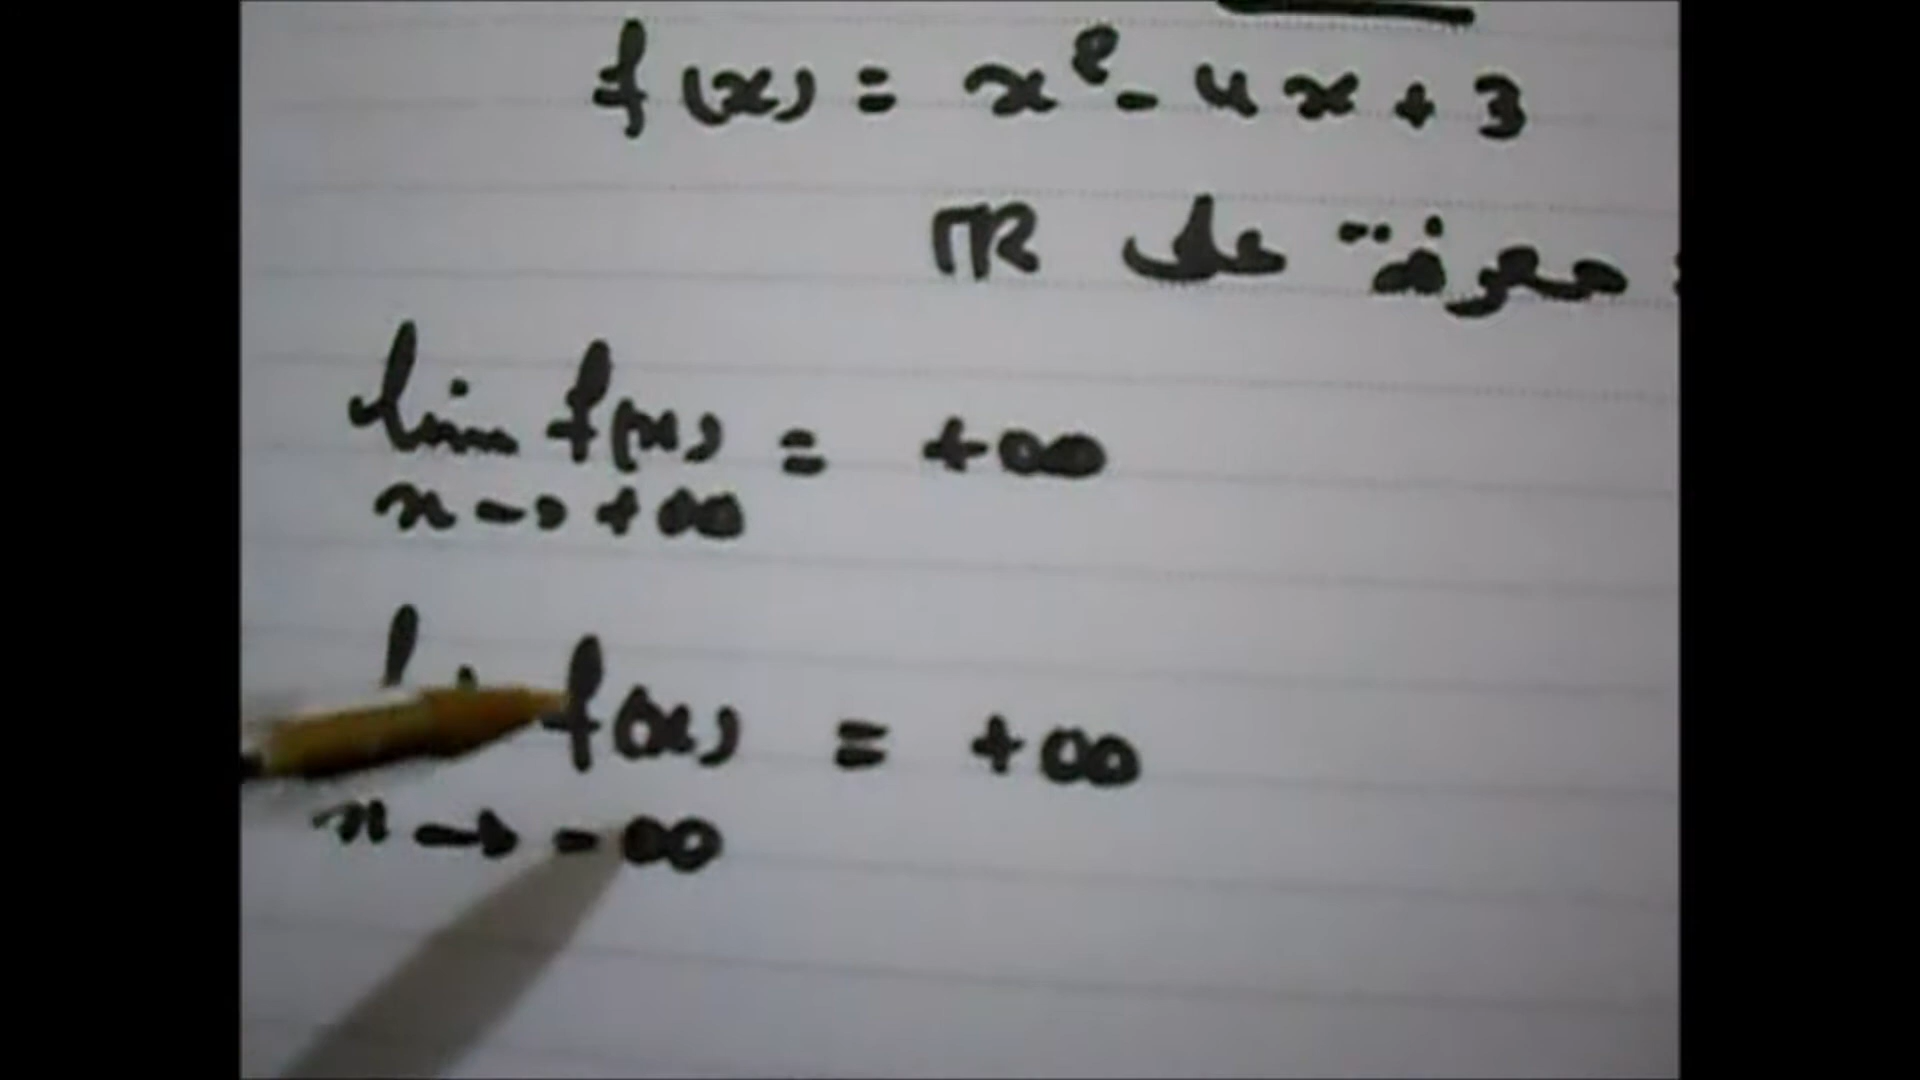 f(x) = x² - 4x + 3
معرفة على ℝ
lim f(x) = +∞
x → +∞
lim f(x) = +∞
x → -∞